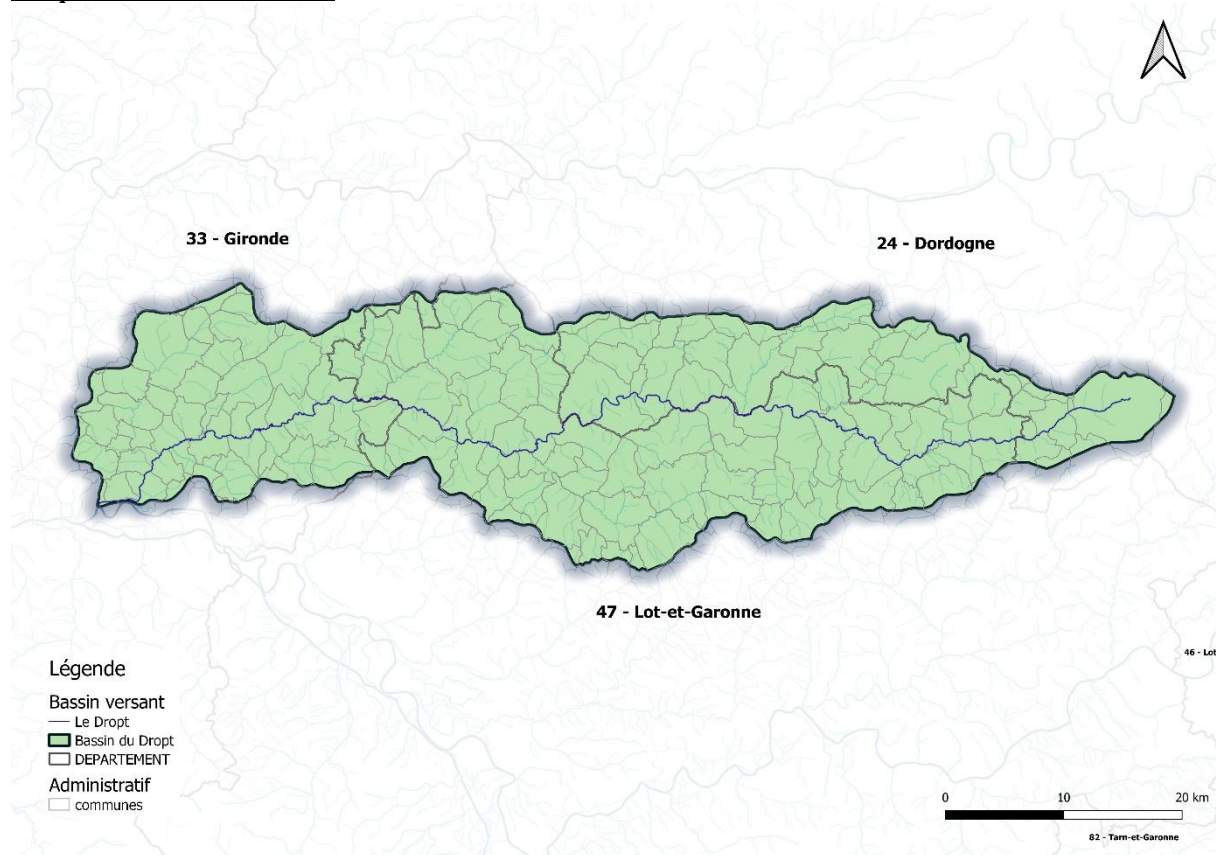 33 - Gironde
24 - Dordogne
47 - Lot-et-Garonne
46 - Lot
Légende
Bassin versant
Le Dropt
Bassin du Dropt
DEPARTEMENT
Administratif
communes
0 10 20 km
82 - Tarn-et-Garonne